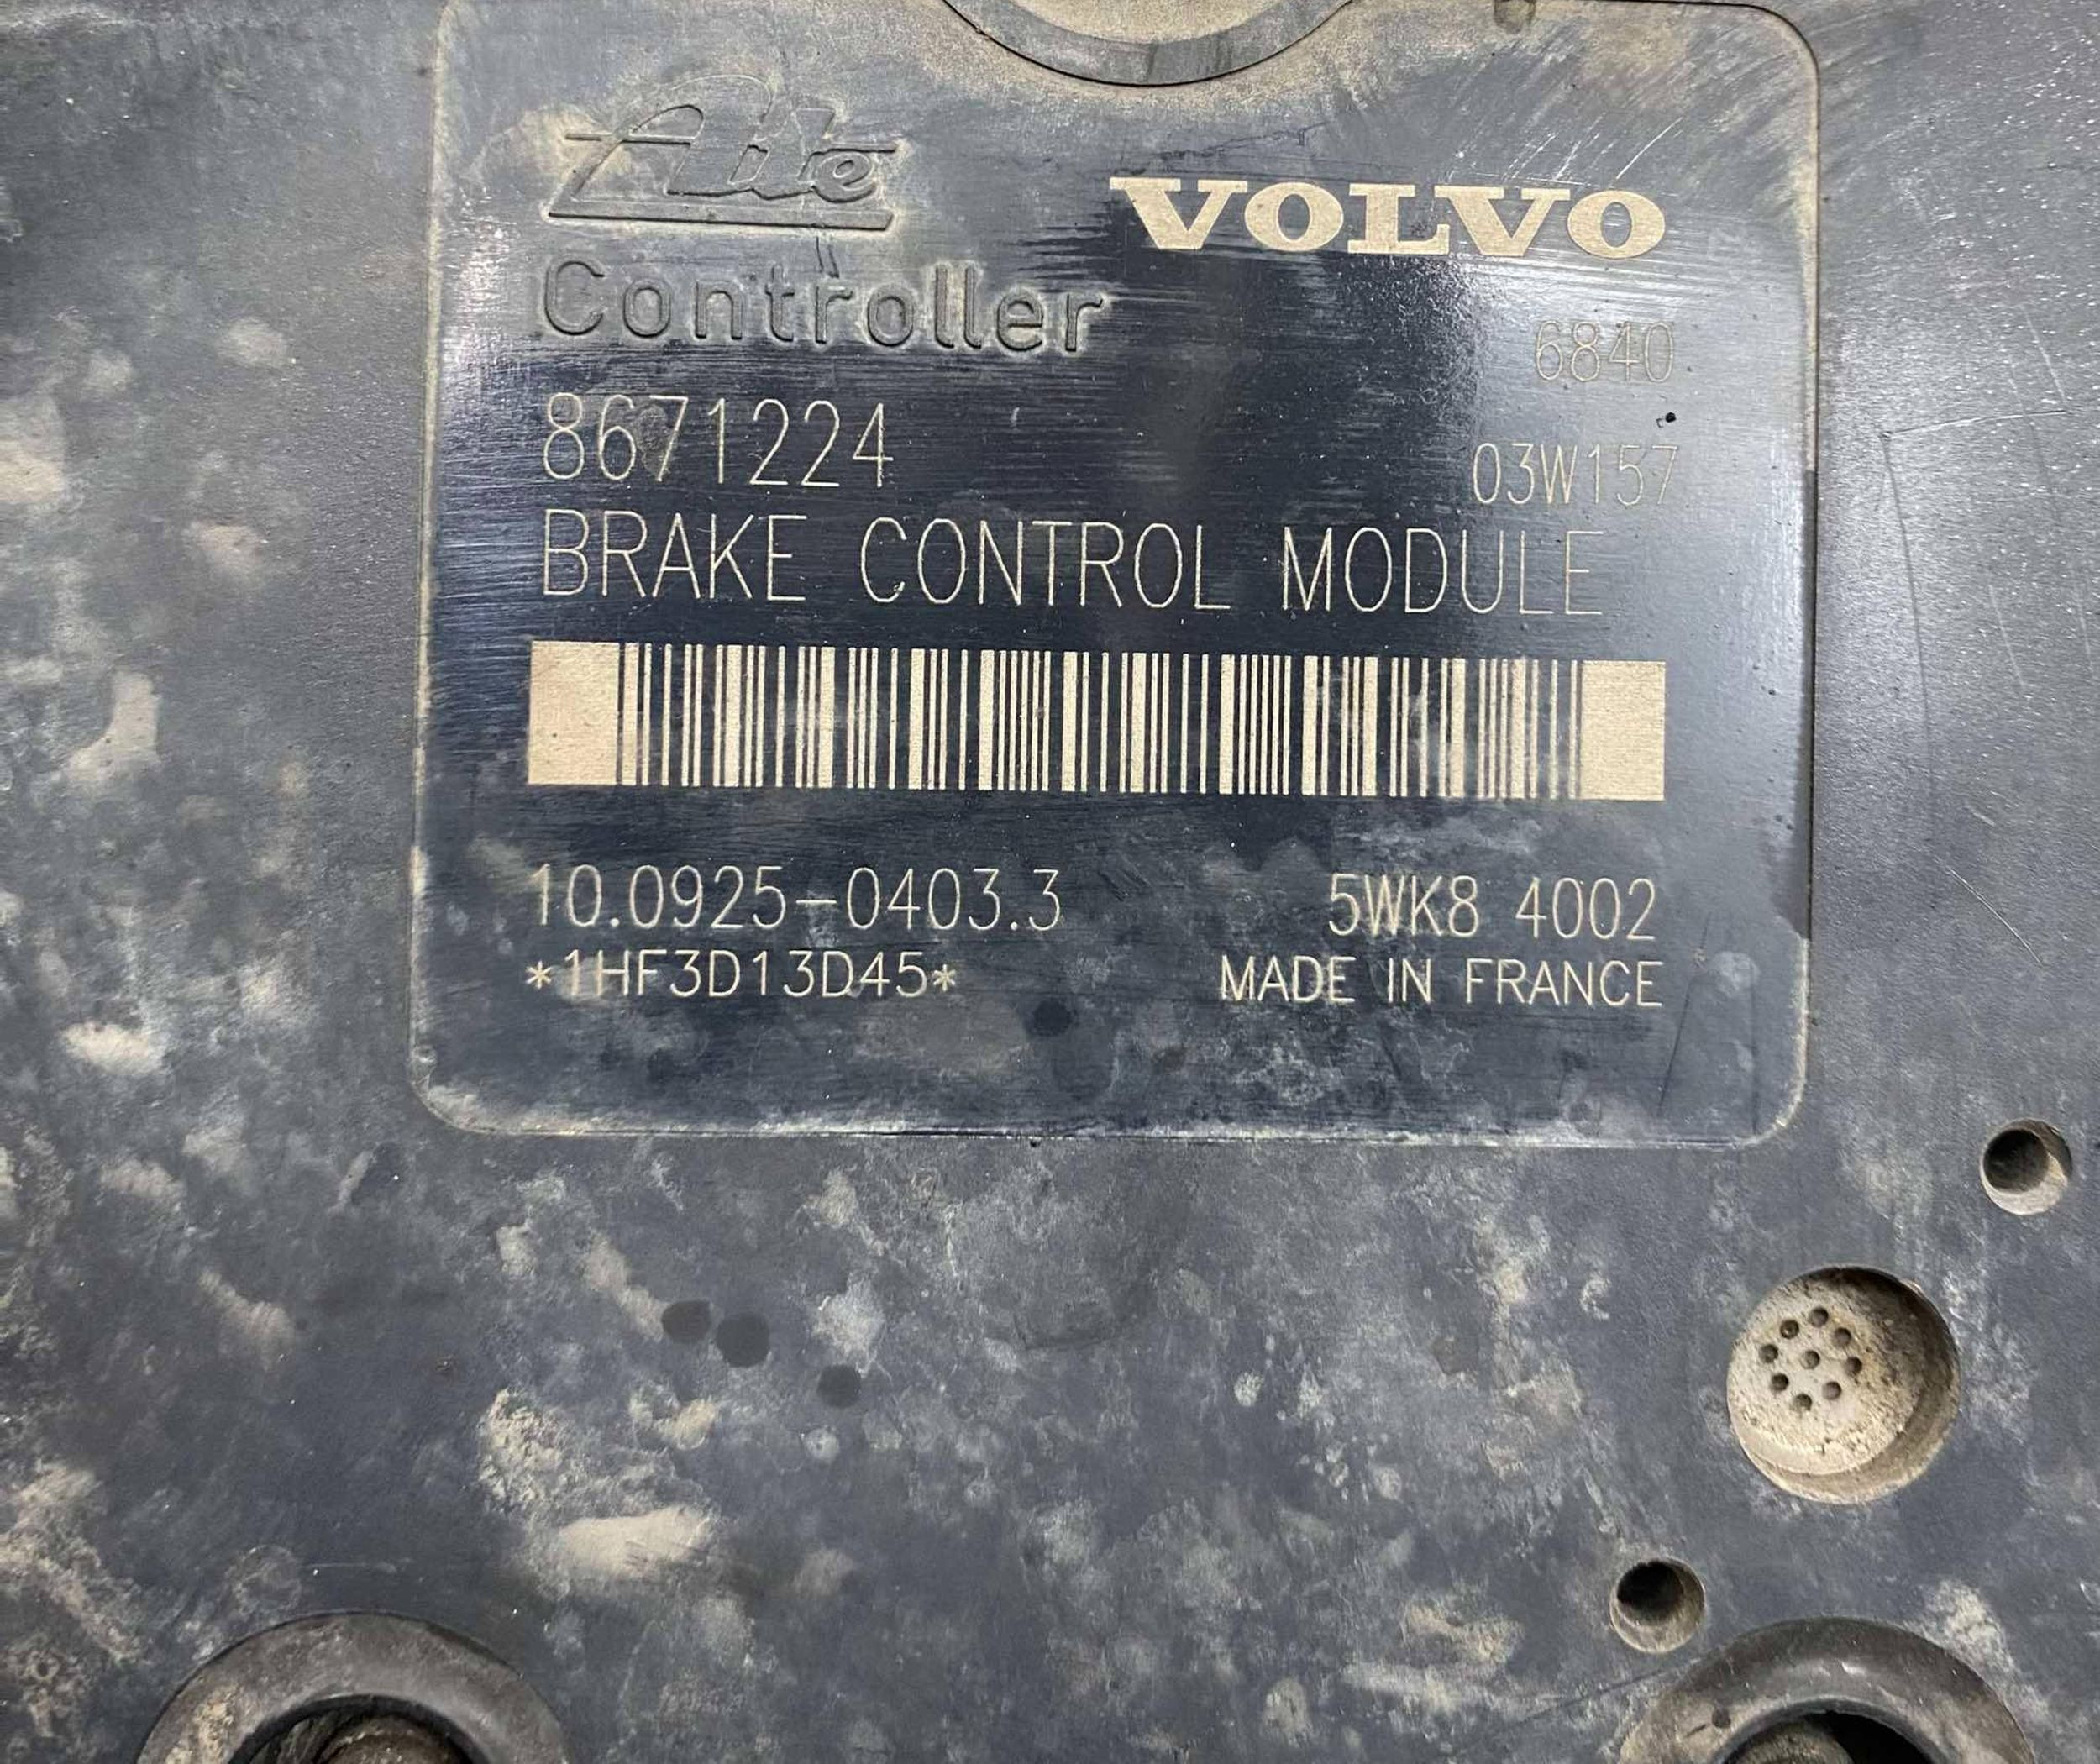 Ate
VOLVO
Controller
6840
8671224
03W157
BRAKE CONTROL MODULE
10.0925-0403.3
5WK8 4002
*1HF3D13D45*
MADE IN FRANCE